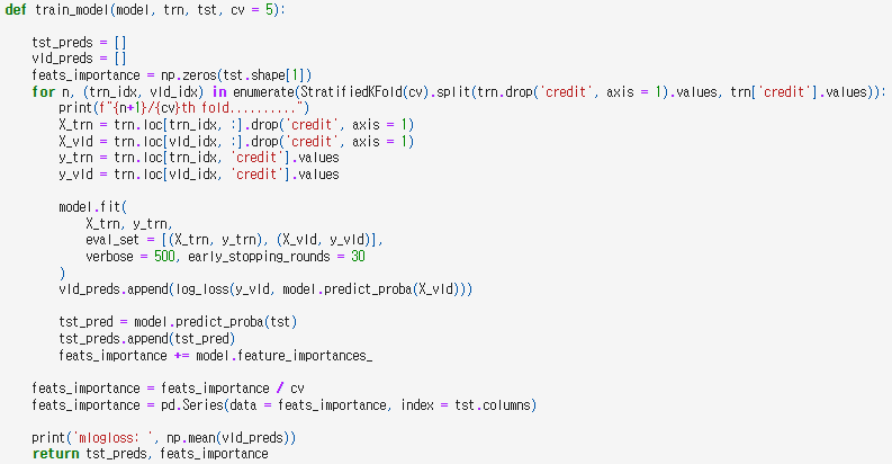 def train_model(model, trn, tst, cv = 5):
tst_preds = []
vld_preds = []
feats_importance = np.zeros(tst.shape[1])
for n, (trn_idx, vld_idx) in enumerate(StratifiedKFold(cv).split(trn.drop('credit', axis = 1).values, trn['credit'].values)):
print(f"{n+1}/{cv}th fold..........")
X_trn = trn.loc[trn_idx, :].drop('credit', axis = 1)
X_vld = trn.loc[vld_idx, :].drop('credit', axis = 1)
y_trn = trn.loc[trn_idx, 'credit'].values
y_vld = trn.loc[vld_idx, 'credit'].values
model.fit(
X_trn, y_trn,
eval_set = [(X_trn, y_trn), (X_vld, y_vld)],
verbose = 500, early_stopping_rounds = 30
)
vld_preds.append(log_loss(y_vld, model.predict_proba(X_vld)))
tst_pred = model.predict_proba(tst)
tst_preds.append(tst_pred)
feats_importance += model.feature_importances_
feats_importance = feats_importance / cv
feats_importance = pd.Series(data = feats_importance, index = tst.columns)
print('mlogloss: ', np.mean(vld_preds))
return tst_preds, feats_importance